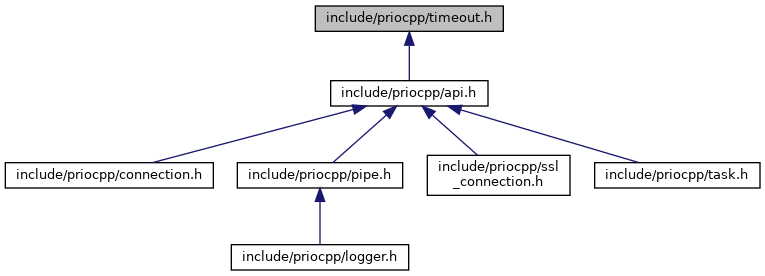 include/priocpp/timeout.h
include/priocpp/api.h
include/priocpp/connection.h
include/priocpp/pipe.h
include/priocpp/ssl
_connection.h
include/priocpp/task.h
include/priocpp/logger.h